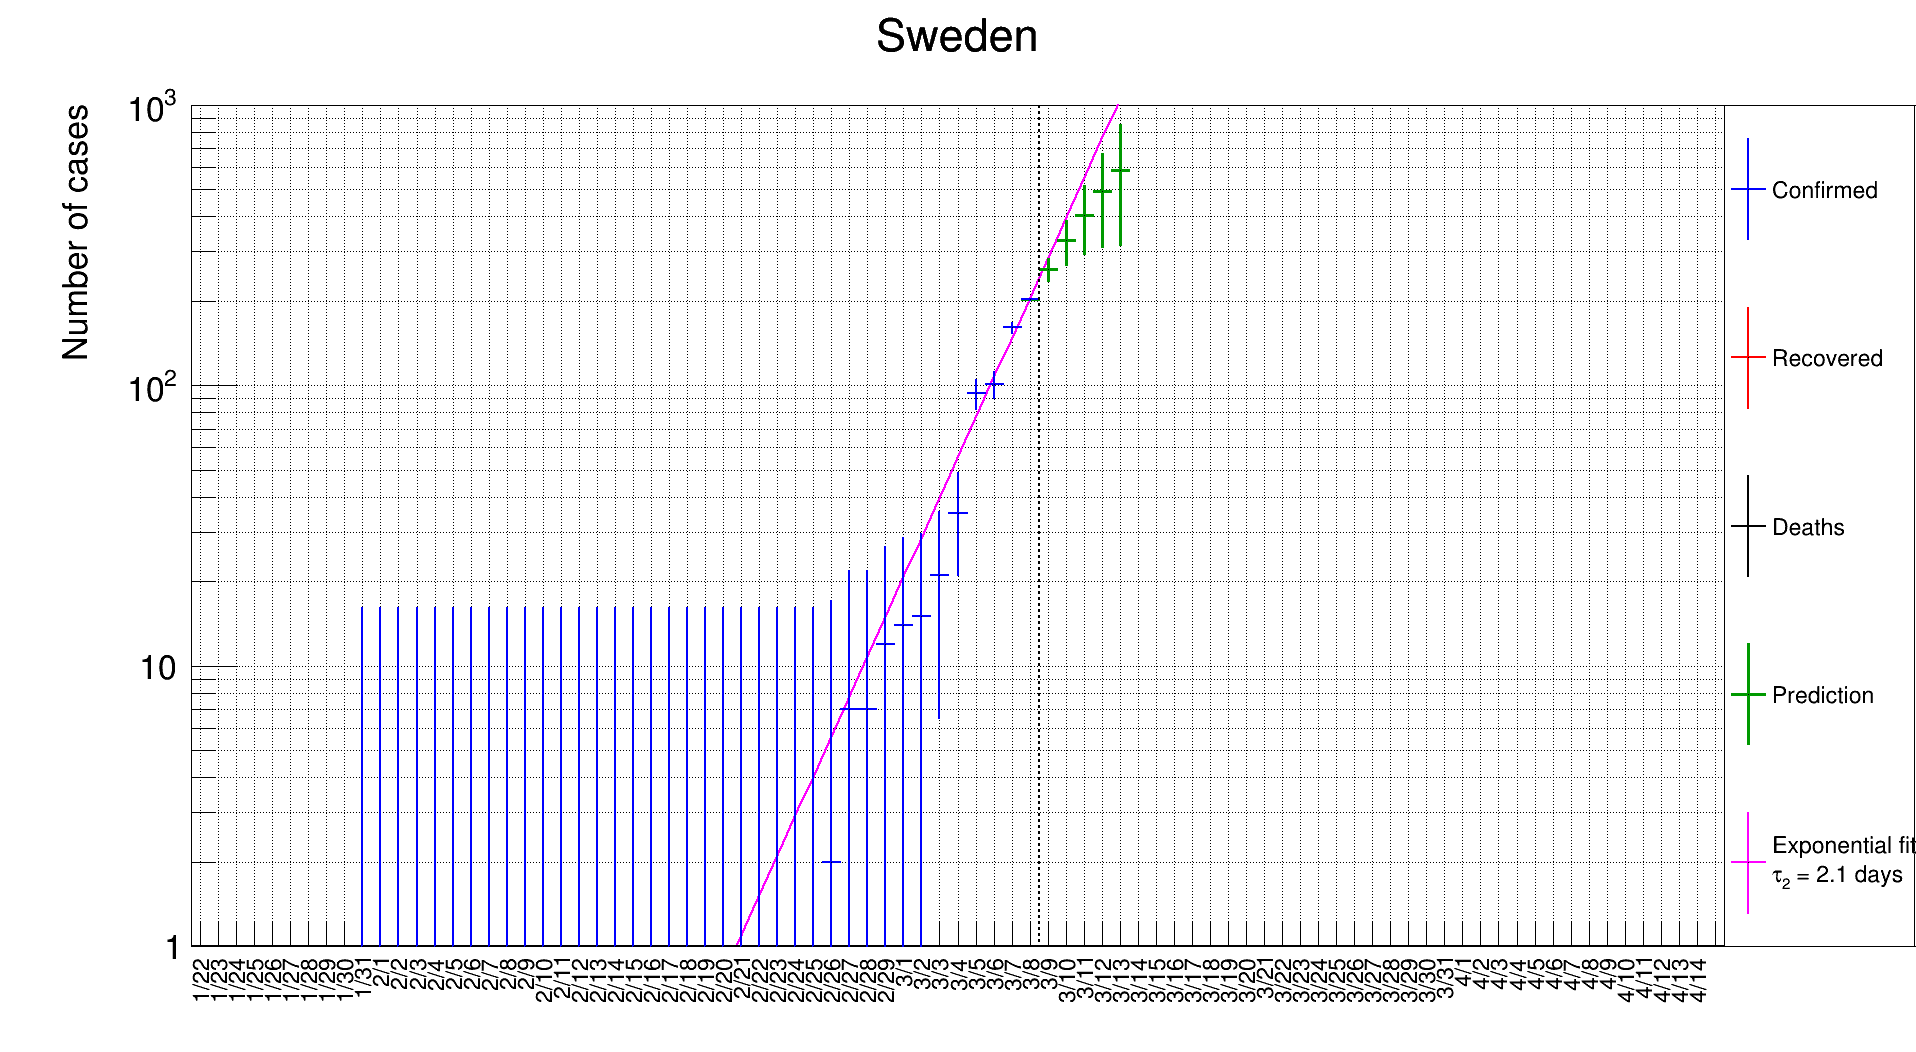 Sweden
Number of cases
10³
10²
10
1
1/22 1/23 1/24 1/25 1/26 1/27 1/28 1/29 1/30 1/31 2/1 2/2 2/3 2/4 2/5 2/6 2/7 2/8 2/9 2/10 2/11 2/12 2/13 2/14 2/15 2/16 2/17 2/18 2/19 2/20 2/21 2/22 2/23 2/24 2/25 2/26 2/27 2/28 2/29 3/1 3/2 3/3 3/4 3/5 3/6 3/7 3/8 3/9 3/10 3/11 3/12 3/13 3/14 3/15 3/16 3/17 3/18 3/19 3/20 3/21 3/22 3/23 3/24 3/25 3/26 3/27 3/28 3/29 3/30 3/31 4/1 4/2 4/3 4/4 4/5 4/6 4/7 4/8 4/9 4/10 4/11 4/12 4/13 4/14
Confirmed
Recovered
Deaths
Prediction
Exponential fit
τ₂ = 2.1 days